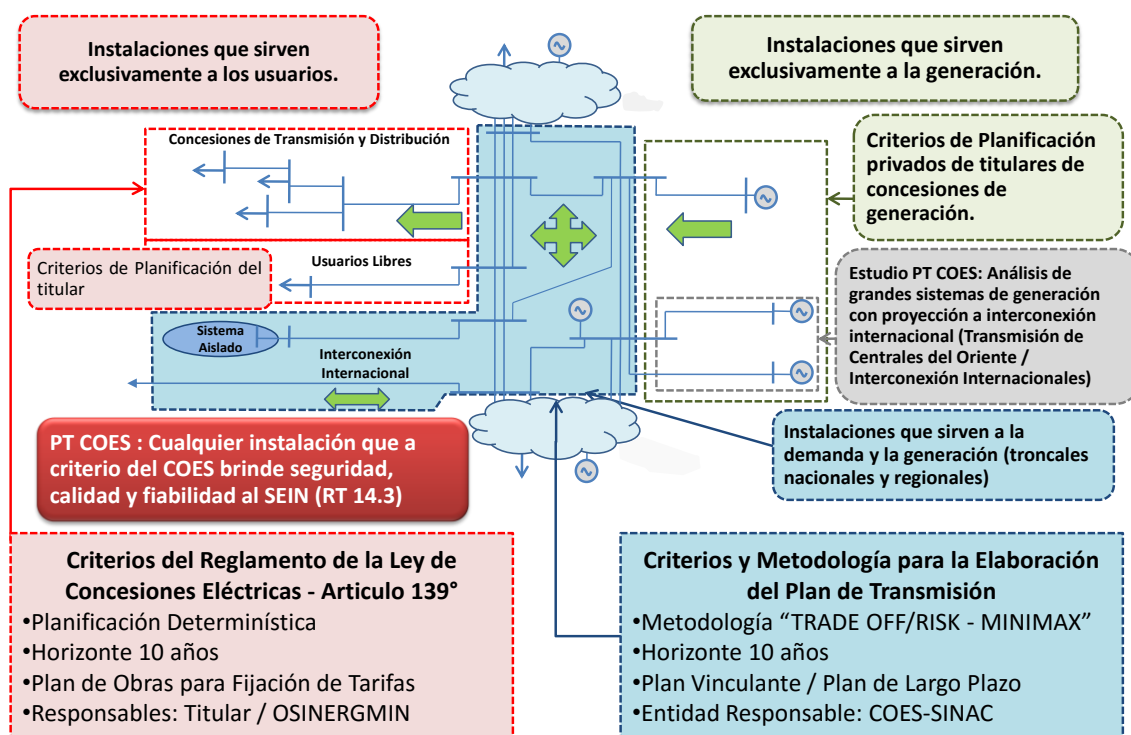 Instalaciones que sirven
exclusivamente a los usuarios.
Instalaciones que sirven
exclusivamente a la generación.
Concesiones de Transmisión y Distribución
Criterios de Planificación
privados de titulares de
concesiones de
generación.
Criterios de Planificación del
titular
Usuarios Libres
Estudio PT COES: Análisis de
grandes sistemas de generación
con proyección a interconexión
internacional (Transmisión de
Centrales del Oriente /
Interconexión Internacionales)
Sistema
Aislado
Interconexión
Internacional
PT COES : Cualquier instalación que a
criterio del COES brinde seguridad,
calidad y fiabilidad al SEIN (RT 14.3)
Instalaciones que sirven a la
demanda y la generación (troncales
nacionales y regionales)
Criterios del Reglamento de la Ley de
Concesiones Eléctricas - Articulo 139°
•Planificación Determinística
•Horizonte 10 años
•Plan de Obras para Fijación de Tarifas
•Responsables: Titular / OSINERGMIN
Criterios y Metodología para la Elaboración
del Plan de Transmisión
•Metodología “TRADE OFF/RISK - MINIMAX”
•Horizonte 10 años
•Plan Vinculante / Plan de Largo Plazo
•Entidad Responsable: COES-SINAC